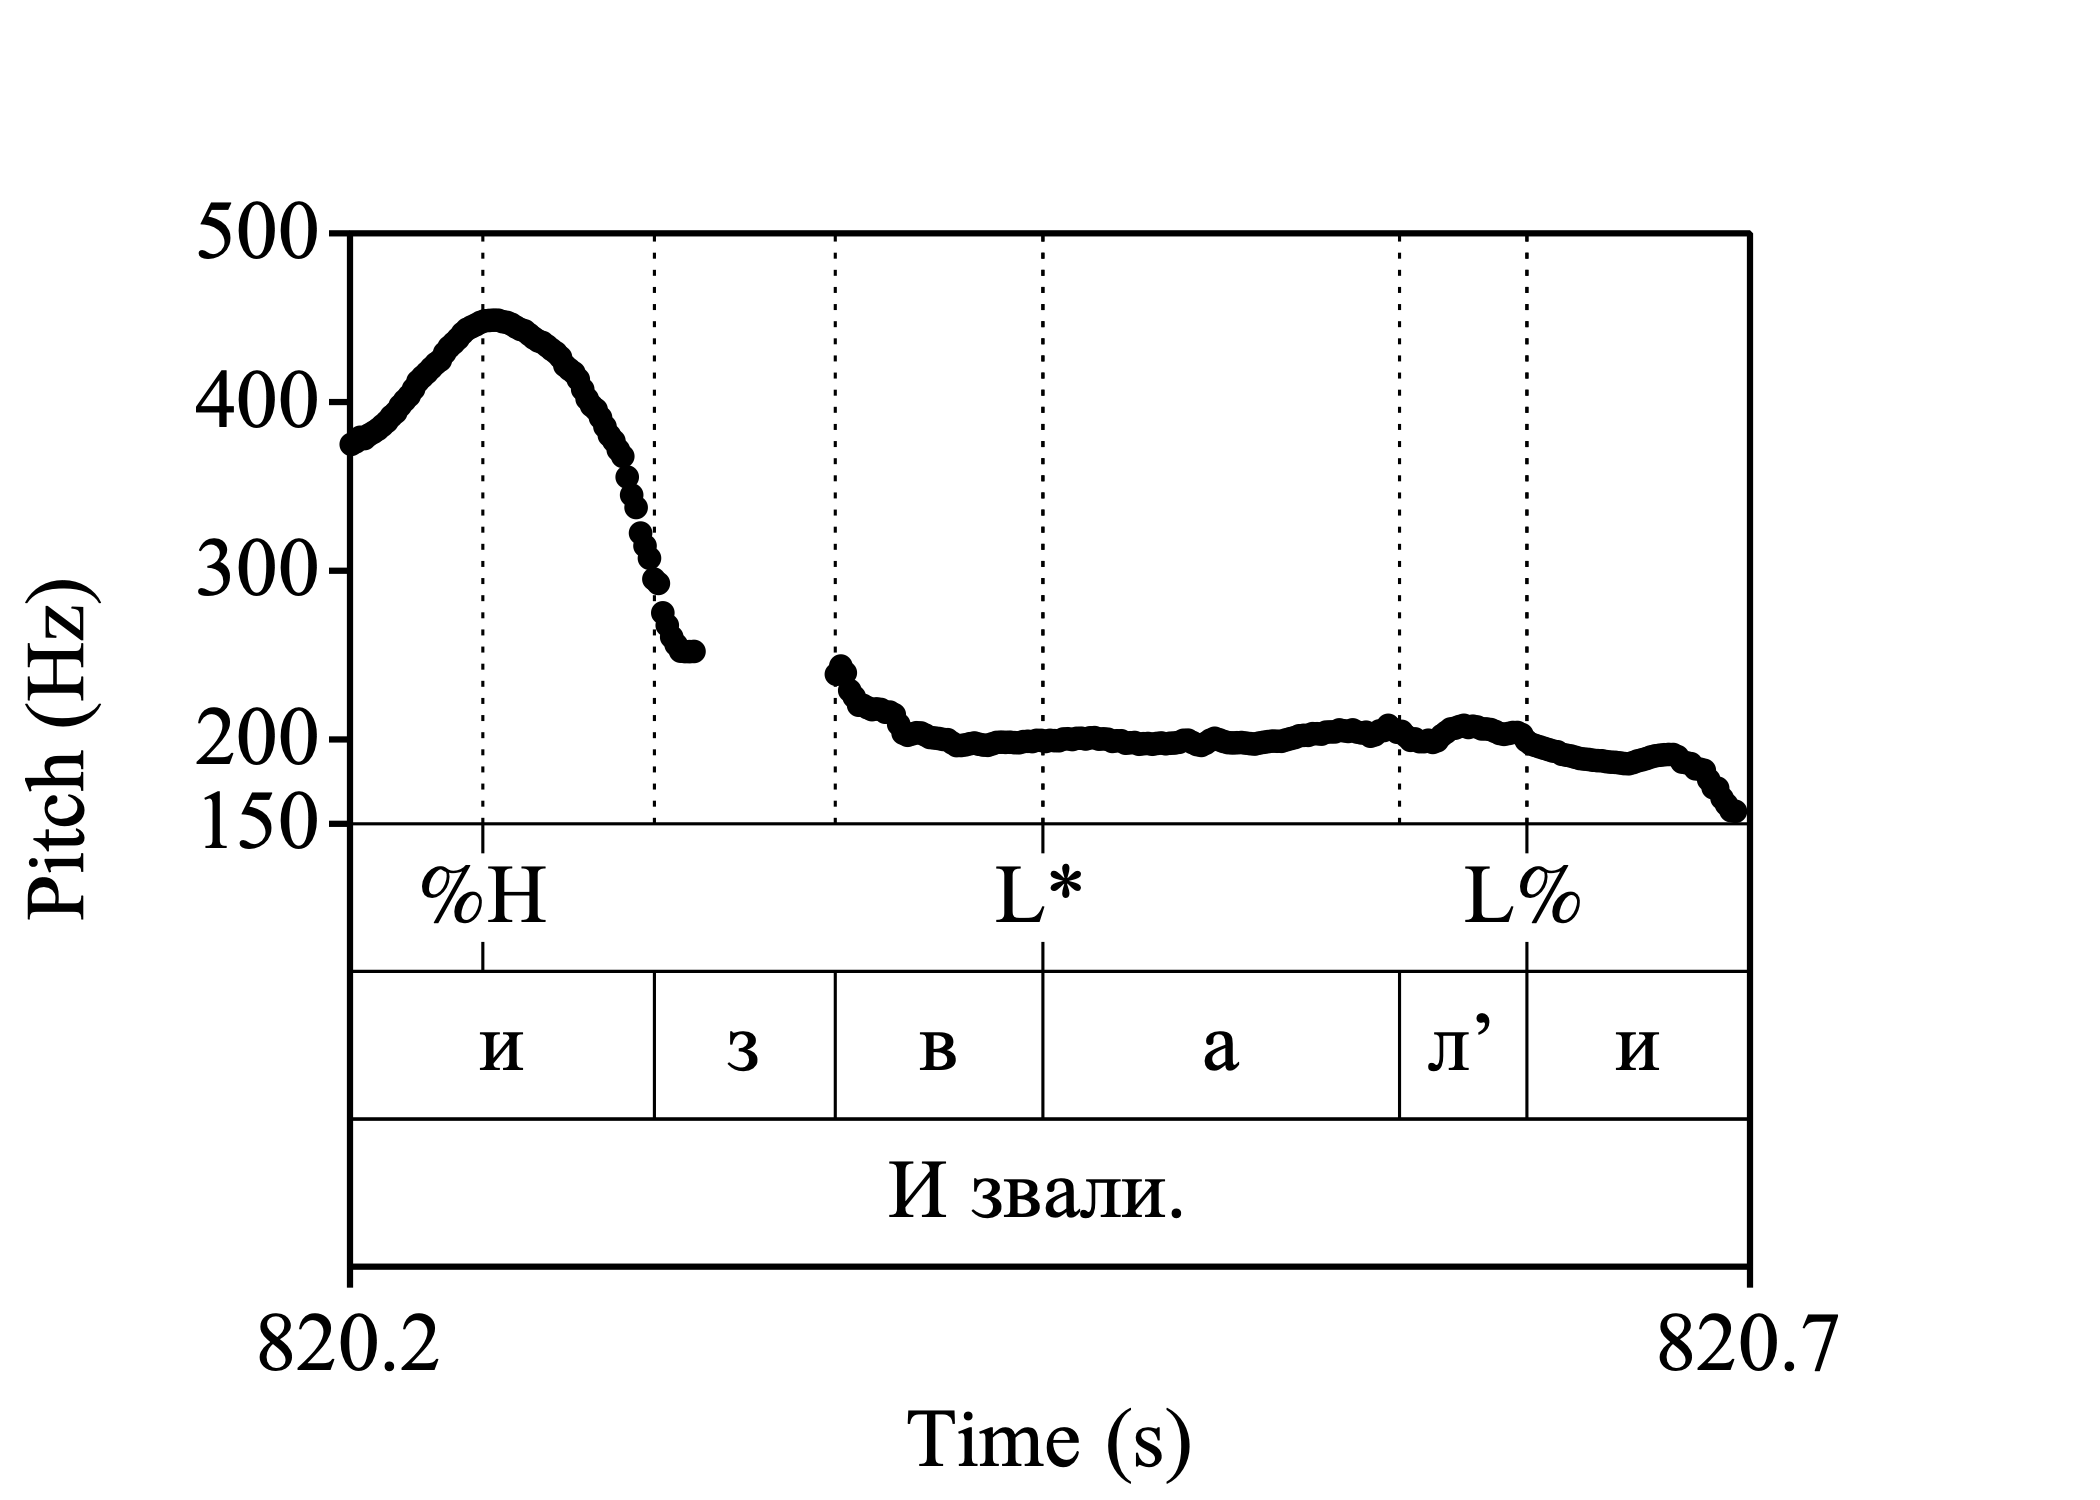 500
400
300
200
150
Pitch (Hz)
%H L* L%
и з в а л’ и
И звали.
820.2 820.7
Time (s)